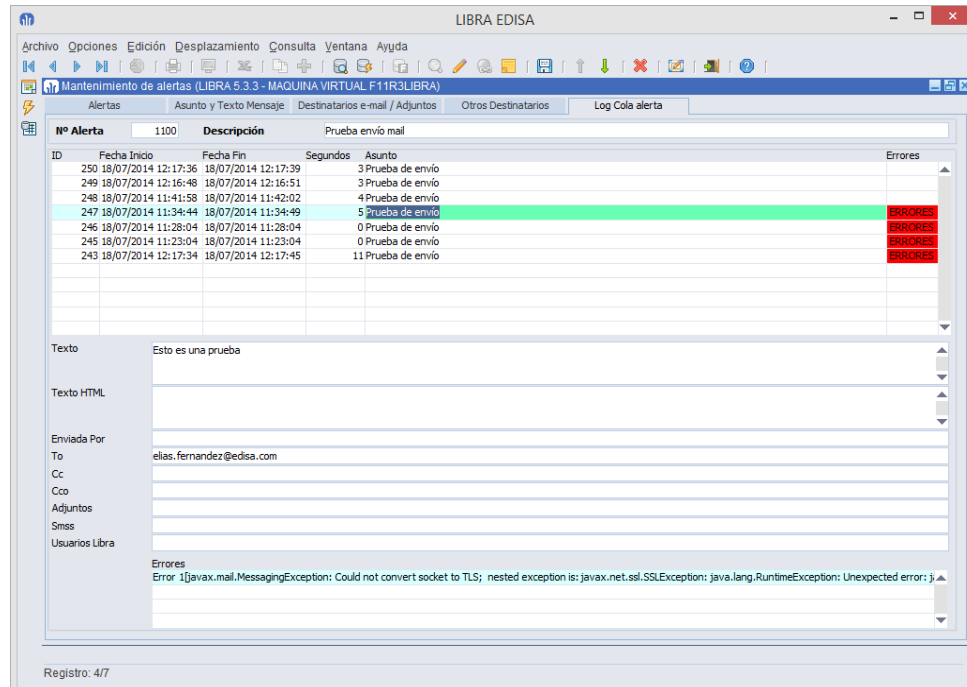 LIBRA EDISA
Archivo Opciones Edición Desplazamiento Consulta Ventana Ayuda
Mantenimiento de alertas (LIBRA 5.3.3 - MAQUINA VIRTUAL F11R3LIBRA)
Alertas Asunto y Texto Mensaje Destinatarios e-mail / Adjuntos Otros Destinatarios Log Cola alerta
Nº Alerta 1100 Descripción Prueba envío mail
ID Fecha Inicio Fecha Fin Segundos Asunto Errores
250 18/07/2014 12:17:36 18/07/2014 12:17:39 3 Prueba de envío
249 18/07/2014 12:16:48 18/07/2014 12:16:51 3 Prueba de envío
248 18/07/2014 11:41:58 18/07/2014 11:42:02 4 Prueba de envío
247 18/07/2014 11:34:44 18/07/2014 11:34:49 5 Prueba de envío ERRORES
246 18/07/2014 11:28:04 18/07/2014 11:28:04 0 Prueba de envío ERRORES
245 18/07/2014 11:23:04 18/07/2014 11:23:04 0 Prueba de envío ERRORES
243 18/07/2014 12:17:34 18/07/2014 12:17:45 11 Prueba de envío ERRORES
Texto Esto es una prueba
Texto HTML
Enviada Por
To elias.fernandez@edisa.com
Cc
Cco
Adjuntos
Smss
Usuarios Libra
Errores
Error 1[javax.mail.MessagingException: Could not convert socket to TLS; nested exception is: javax.net.ssl.SSLException: java.lang.RuntimeException: Unexpected error:
Registro: 4/7